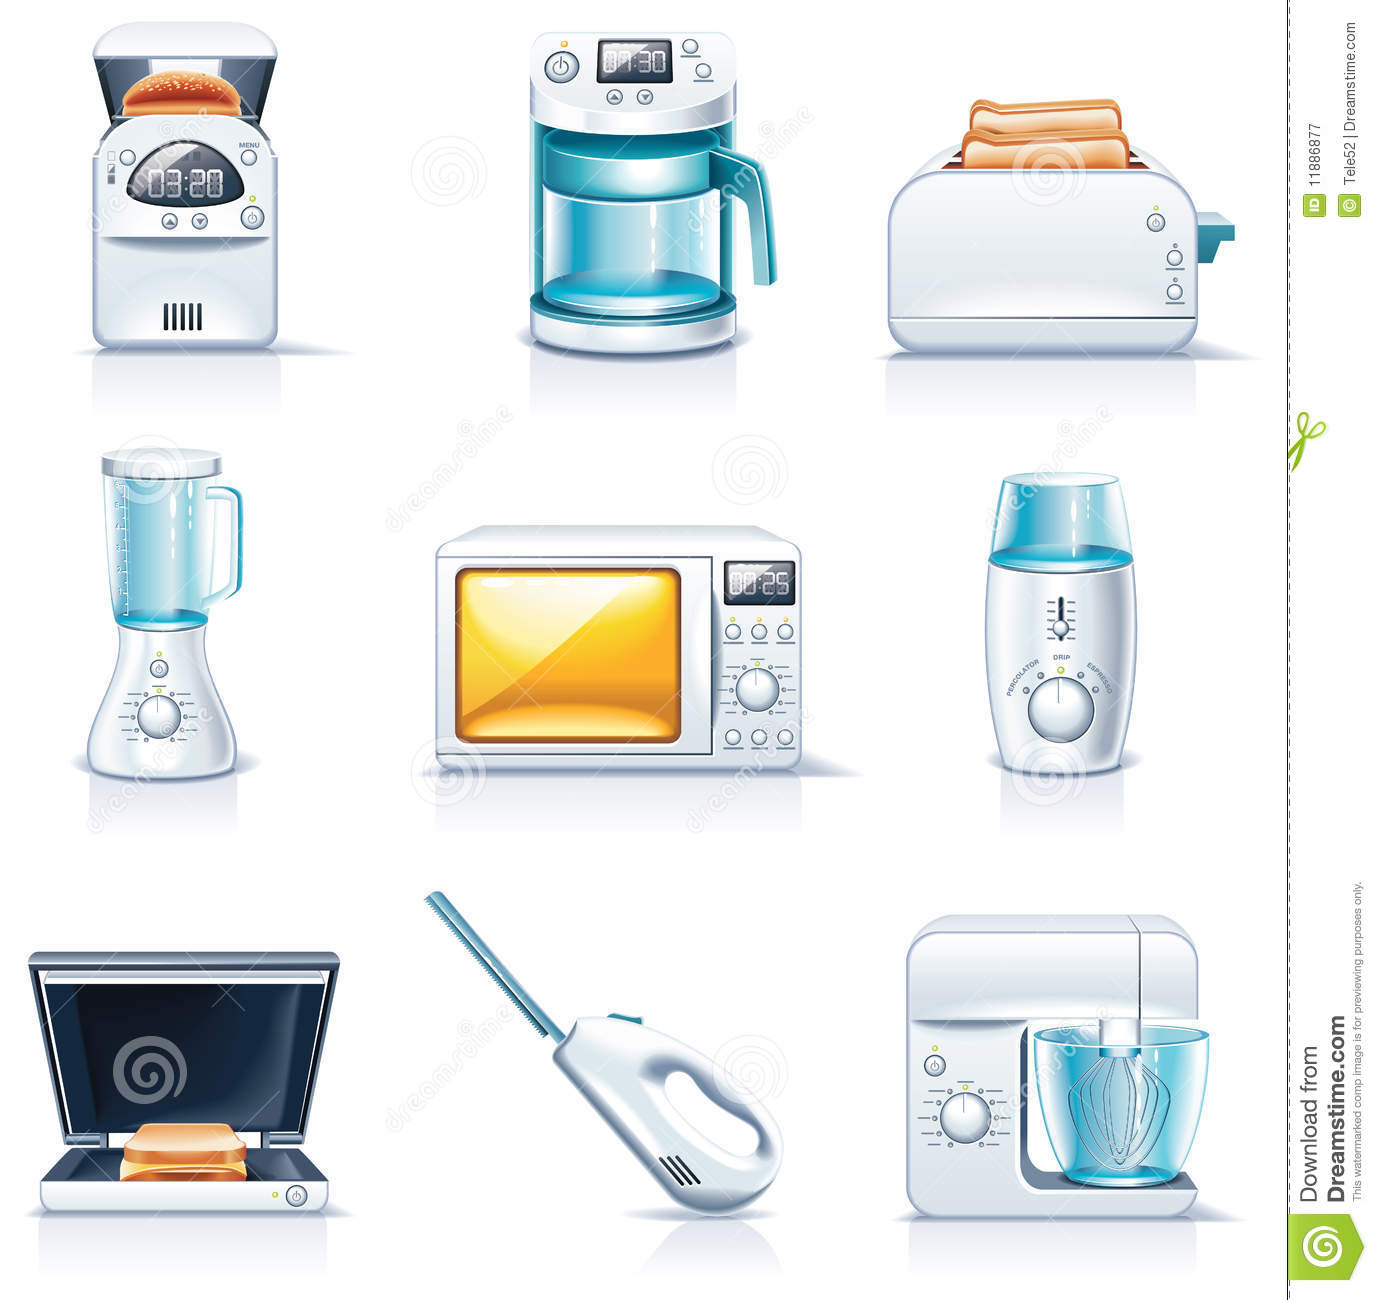 MENU
03:20
07:30
00:25
PERCOLATOR DRIP ESPRESSO
dreamstime
ID 11886877
© Tele52 | Dreamstime.com
Download from
Dreamstime.com
This watermarked comp image is for previewing purposes only.